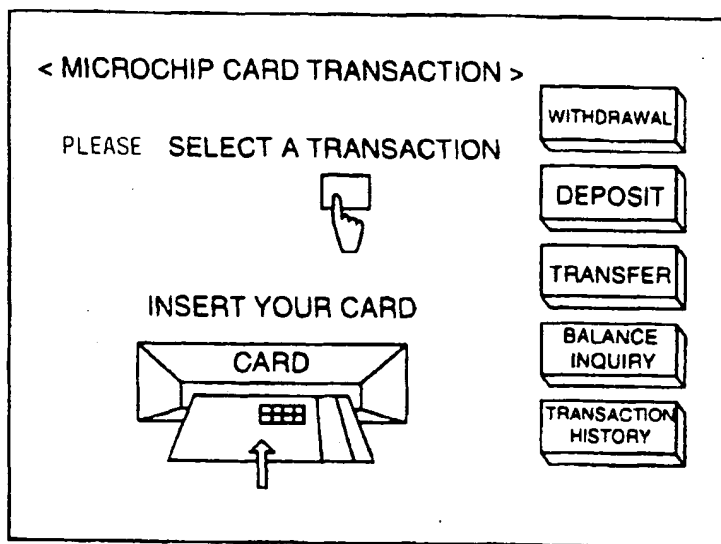 < MICROCHIP CARD TRANSACTION >
PLEASE SELECT A TRANSACTION
INSERT YOUR CARD
CARD
WITHDRAWAL
DEPOSIT
TRANSFER
BALANCE
INQUIRY
TRANSACTION
HISTORY